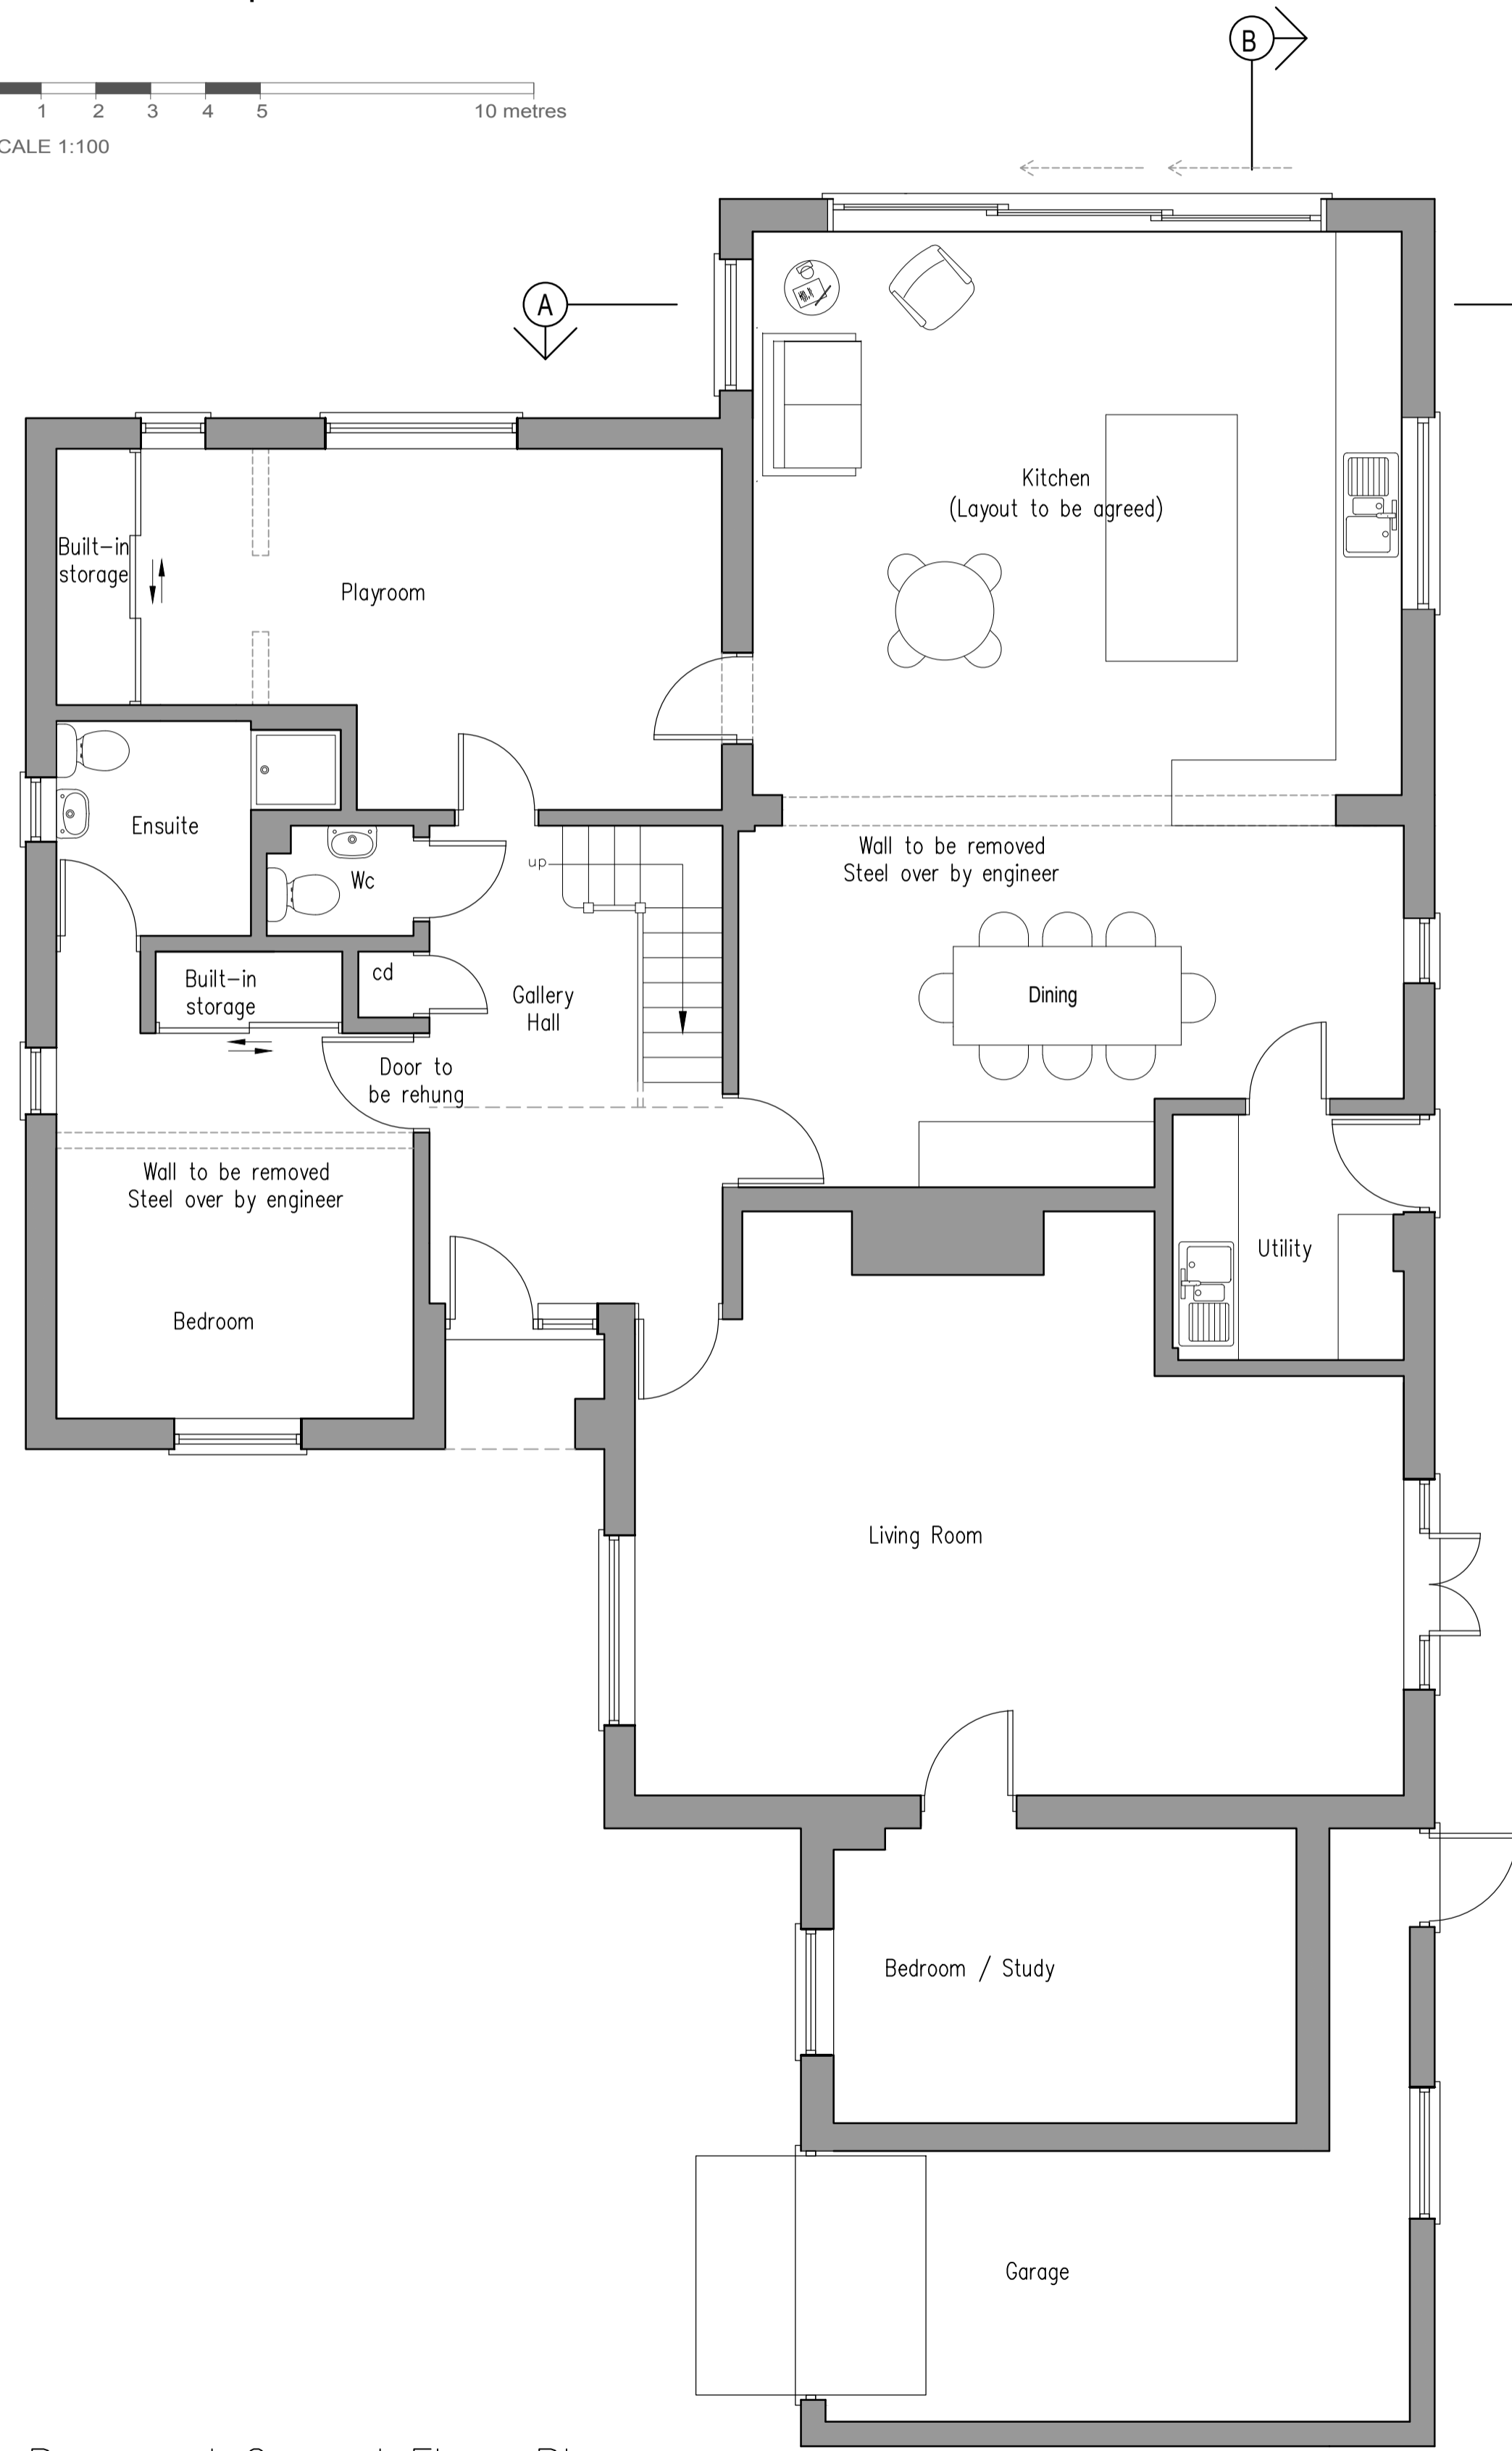 B
1 2 3 4 5 10 metres
CALE 1:100
A
Kitchen
(Layout to be agreed)
Built-in
storage
Playroom
Ensuite
Wc
up
Wall to be removed
Steel over by engineer
Built-in
storage
cd
Gallery
Hall
Dining
Door to
be rehung
Wall to be removed
Steel over by engineer
Utility
Bedroom
Living Room
Bedroom / Study
Garage